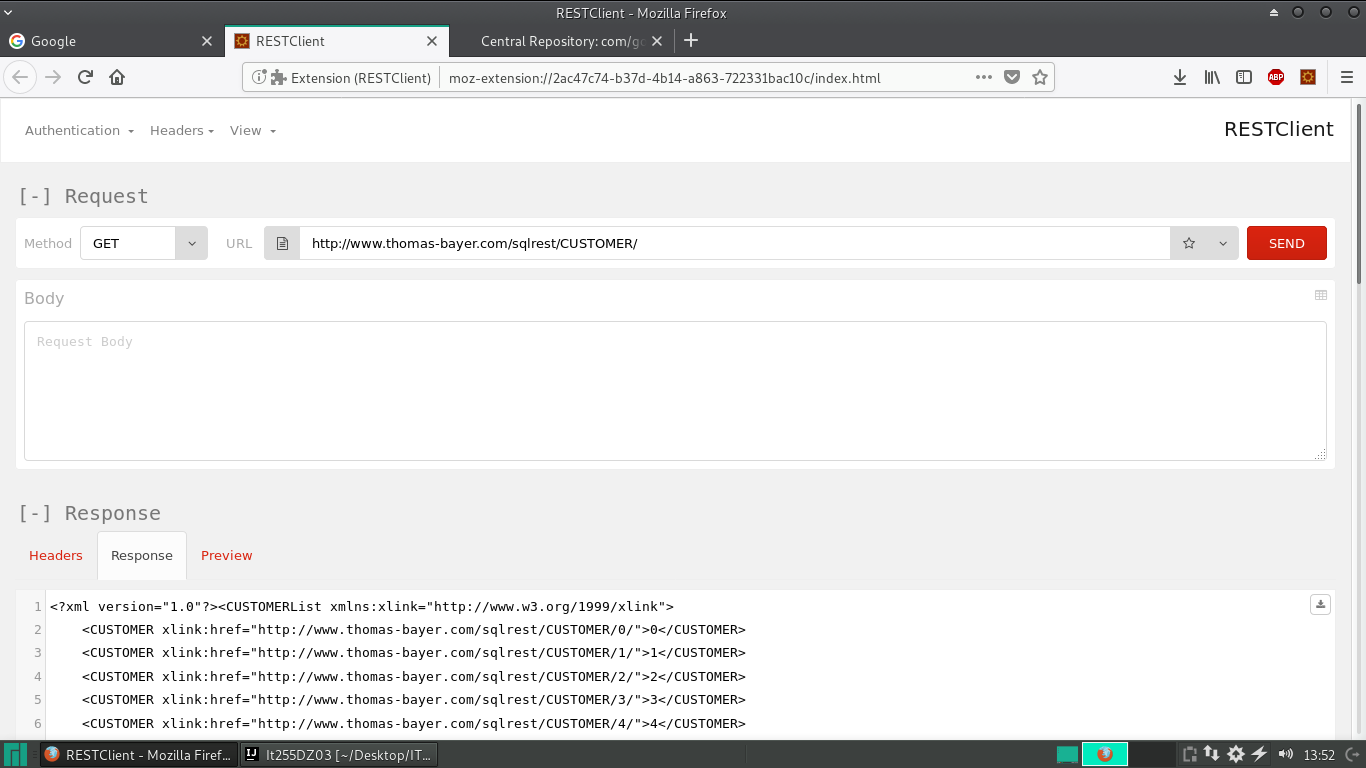 RESTClient - Mozilla Firefox
Google
RESTClient
Central Repository: com/go
Extension (RESTClient)
moz-extension://2ac47c74-b37d-4b14-a863-722331bac10c/index.html
ABP
Authentication
Headers
View
RESTClient
[-] Request
Method
GET
URL
http://www.thomas-bayer.com/sqlrest/CUSTOMER/
SEND
Body
Request Body
[-] Response
Headers
Response
Preview
1 <?xml version="1.0"?><CUSTOMERList xmlns:xlink="http://www.w3.org/1999/xlink">
2 <CUSTOMER xlink:href="http://www.thomas-bayer.com/sqlrest/CUSTOMER/0/">0</CUSTOMER>
3 <CUSTOMER xlink:href="http://www.thomas-bayer.com/sqlrest/CUSTOMER/1/">1</CUSTOMER>
4 <CUSTOMER xlink:href="http://www.thomas-bayer.com/sqlrest/CUSTOMER/2/">2</CUSTOMER>
5 <CUSTOMER xlink:href="http://www.thomas-bayer.com/sqlrest/CUSTOMER/3/">3</CUSTOMER>
6 <CUSTOMER xlink:href="http://www.thomas-bayer.com/sqlrest/CUSTOMER/4/">4</CUSTOMER>
RESTClient - Mozilla Firef...
IJ
It255DZ03 [~/Desktop/IT...
13:52